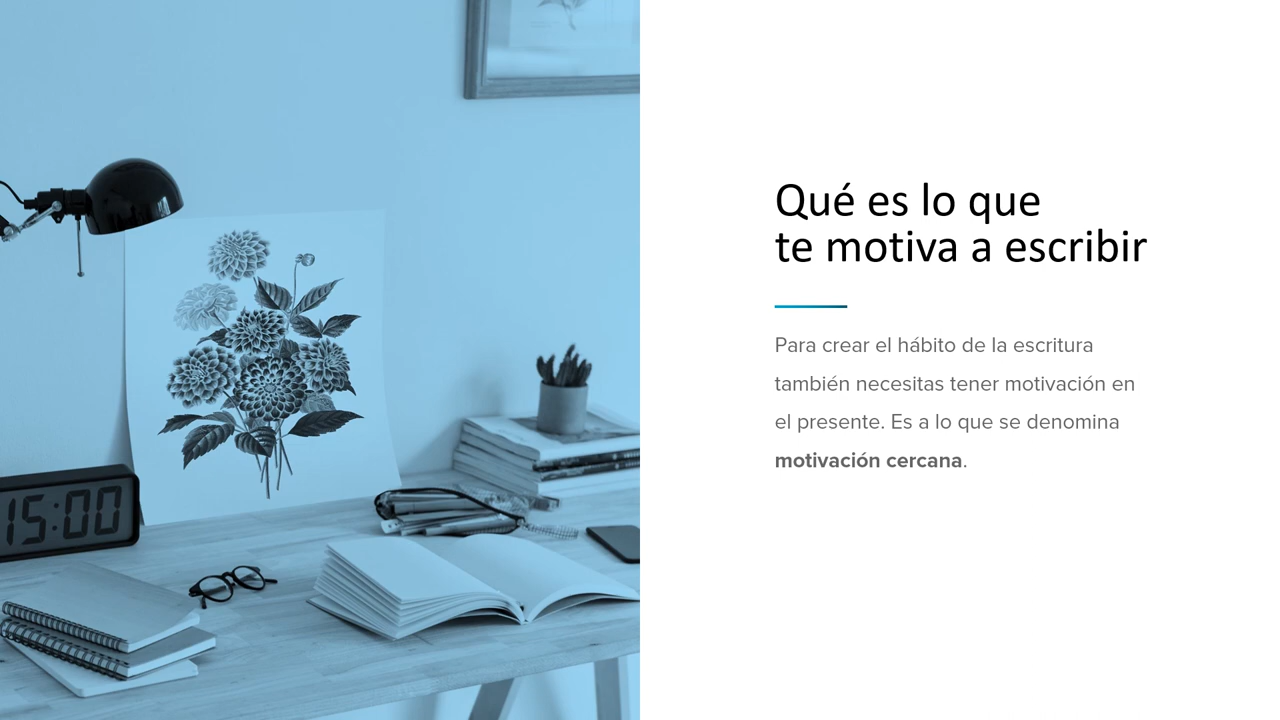 15:00
Qué es lo que
te motiva a escribir
Para crear el hábito de la escritura
también necesitas tener motivación en
el presente. Es a lo que se denomina
motivación cercana.